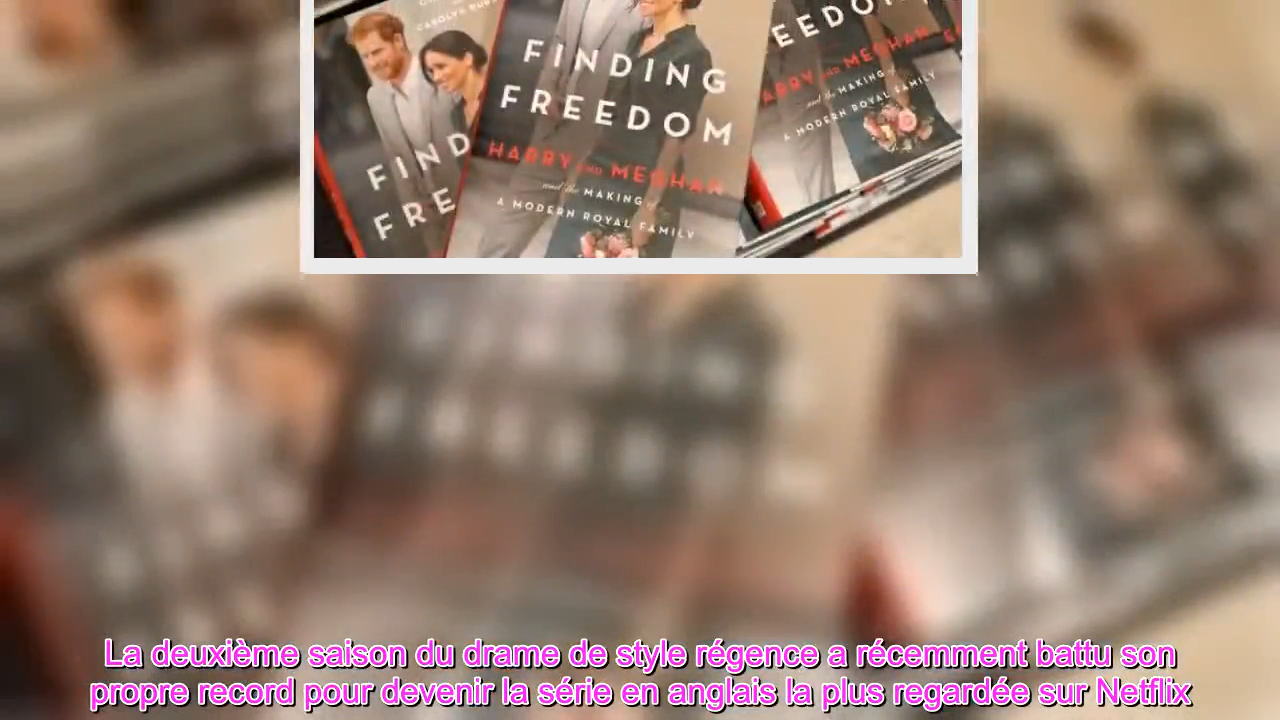 CAROLYN
FINDING
FREEDOM
HARRY AND MEGHAN
and the MAKING of
A MODERN ROYAL FAMILY
FIND
FRE
EEDOM
ARRY AND MEGHAN
and the MAKING of
A MODERN ROYAL FAMILY
La deuxième saison du drame de style régence a récemment battu son
propre record pour devenir la série en anglais la plus regardée sur Netflix